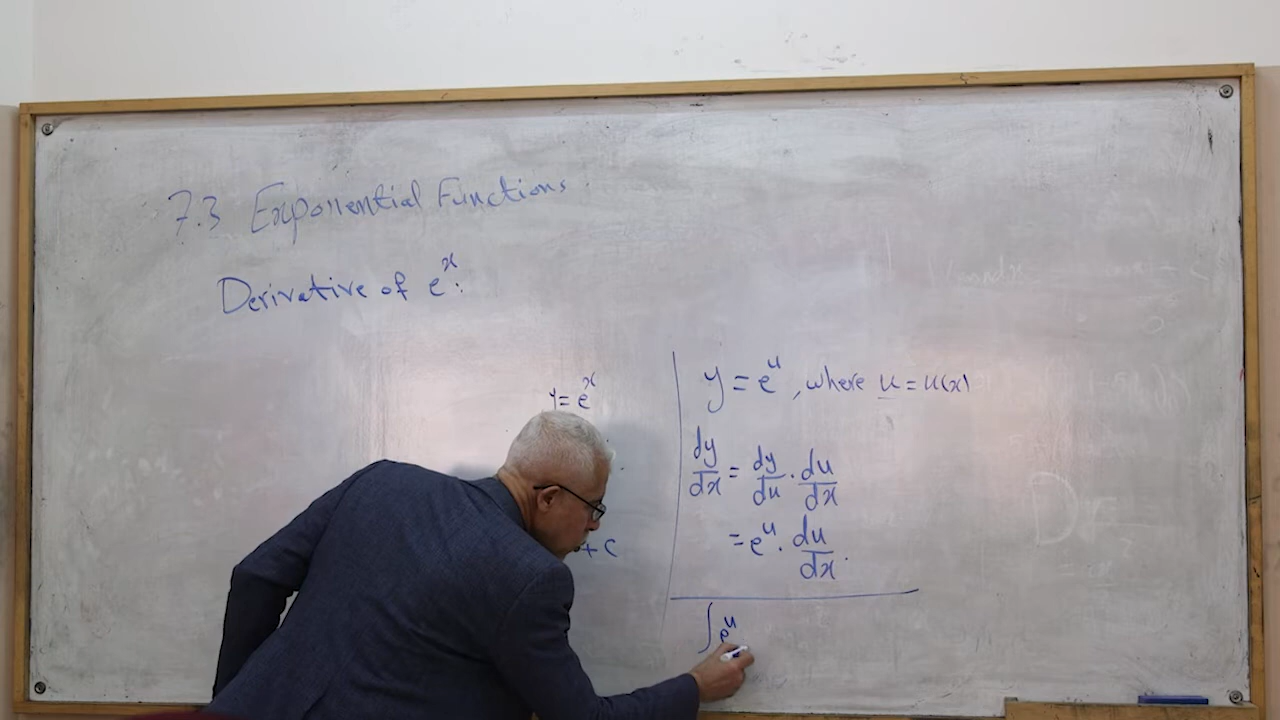 7.3 Exponential Functions
Derivative of e^x:
y = e^x
+ C
y = e^u, where u = u(x)
dy/dx = dy/du · du/dx
= e^u · du/dx.
∫e^u